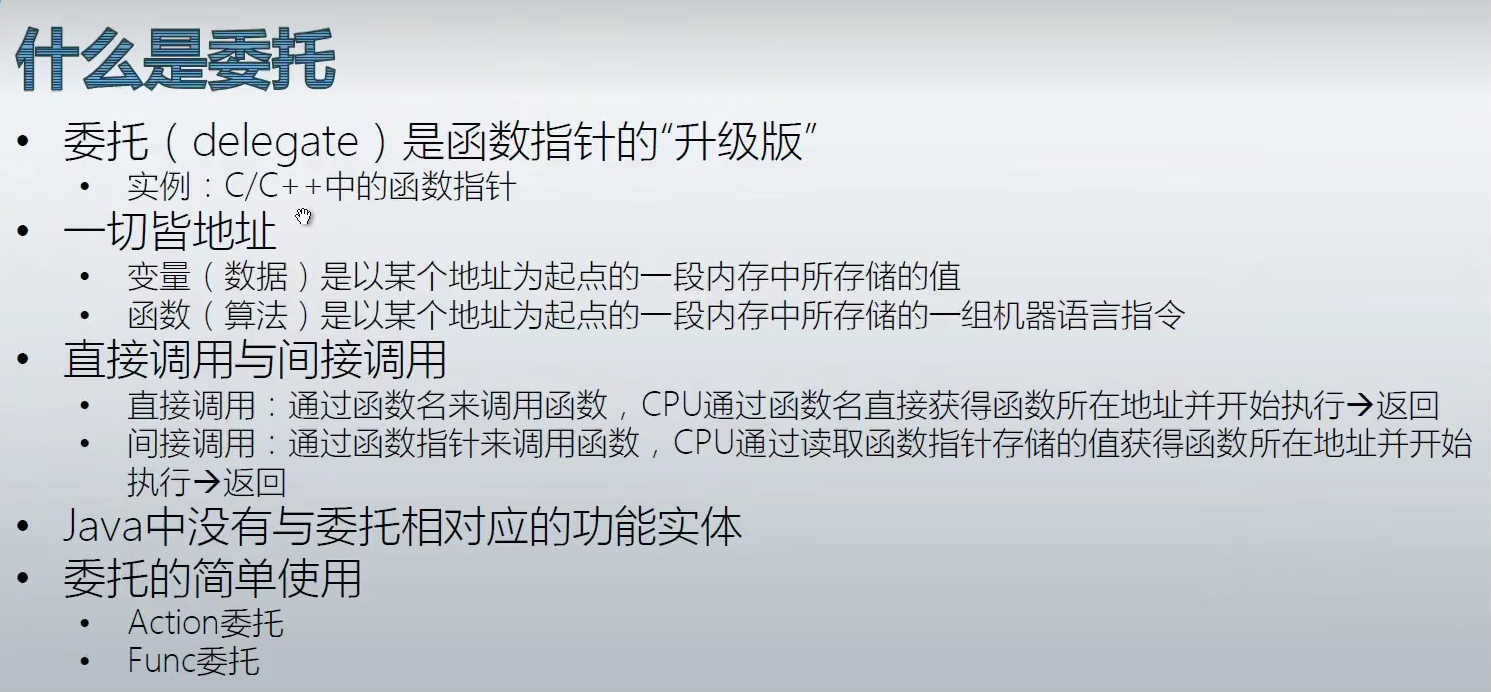 什么是委托
• 委托（delegate）是函数指针的“升级版”
• 实例：C/C++中的函数指针
• 一切皆地址
• 变量（数据）是以某个地址为起点的一段内存中所存储的值
• 函数（算法）是以某个地址为起点的一段内存中所存储的一组机器语言指令
• 直接调用与间接调用
• 直接调用：通过函数名来调用函数，CPU通过函数名直接获得函数所在地址并开始执行→返回
• 间接调用：通过函数指针来调用函数，CPU通过读取函数指针存储的值获得函数所在地址并开始
执行→返回
• Java中没有与委托相对应的功能实体
• 委托的简单使用
• Action委托
• Func委托